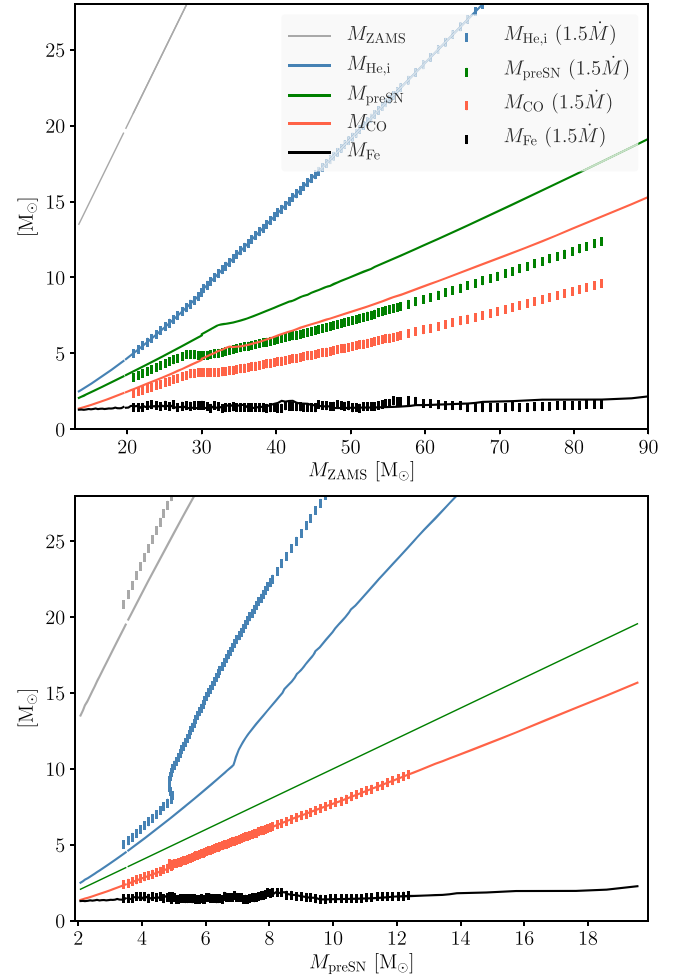 25
20
15
10
5
0
[M⊙]
M_ZAMS
M_He,i
M_preSN
M_CO
M_Fe
M_He,i (1.5Ṁ)
M_preSN (1.5Ṁ)
M_CO (1.5Ṁ)
M_Fe (1.5Ṁ)
20 30 40 50 60 70 80 90
M_ZAMS [M⊙]
25
20
15
10
5
0
[M⊙]
2 4 6 8 10 12 14 16 18
M_preSN [M⊙]